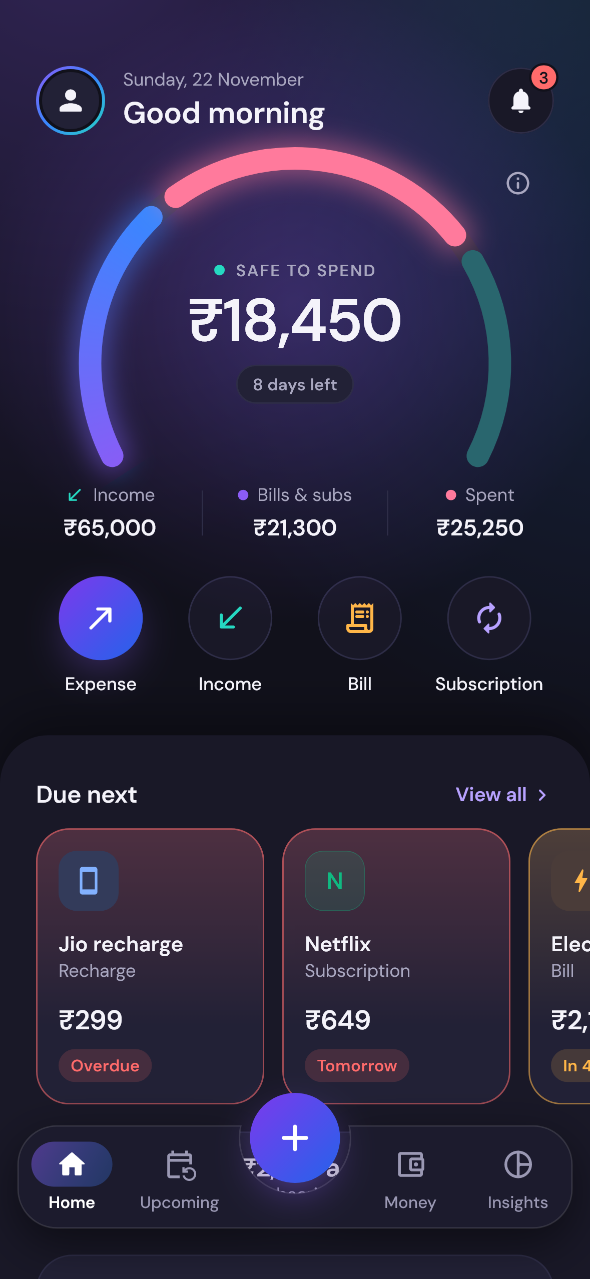 Sunday, 22 November
Good morning
3
SAFE TO SPEND
₹18,450
8 days left
Income
₹65,000
Bills & subs
₹21,300
Spent
₹25,250
Expense
Income
Bill
Subscription
Due next
View all
Jio recharge
Recharge
₹299
Overdue
N
Netflix
Subscription
₹649
Tomorrow
Bill
Home
Upcoming
Money
Insights